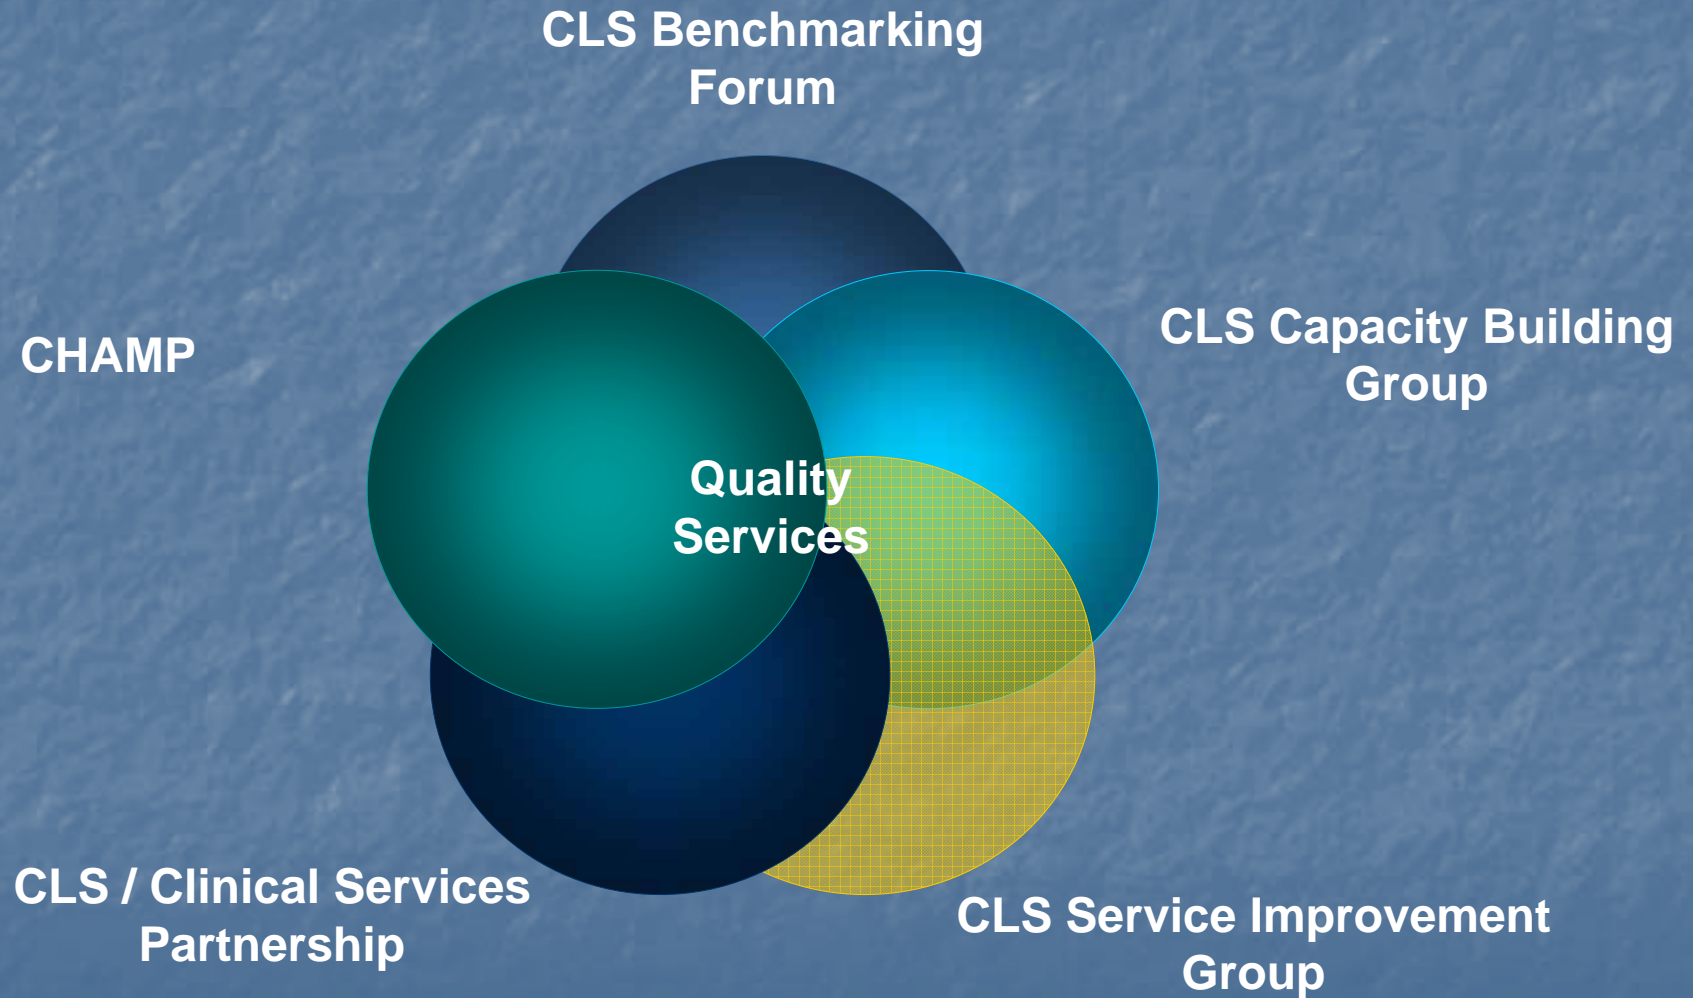 CLS Benchmarking
Forum
CHAMP
CLS Capacity Building
Group
Quality
Services
CLS / Clinical Services
Partnership
CLS Service Improvement
Group